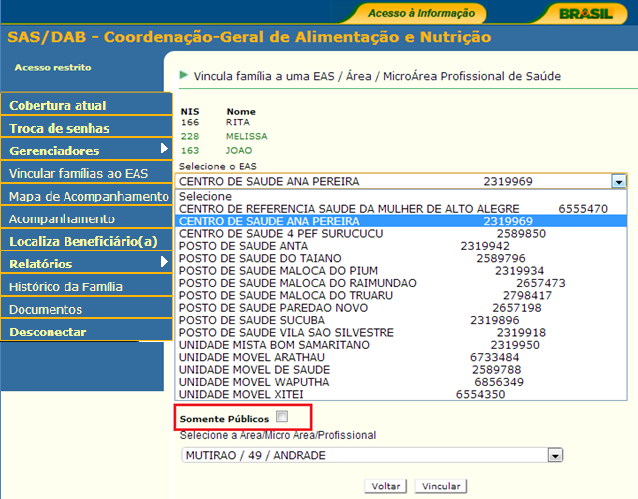 Acesso à Informação
BRASIL
SAS/DAB - Coordenação-Geral de Alimentação e Nutrição
Acesso restrito
Cobertura atual
Troca de senhas
Gerenciadores
Vincular famílias ao EAS
Mapa de Acompanhamento
Acompanhamento
Localiza Beneficiário(a)
Relatórios
Histórico da Família
Documentos
Desconectar
Vincula família a uma EAS / Área / MicroÁrea Profissional de Saúde
NIS Nome
166 RITA
228 MELISSA
163 JOAO
Selecione o EAS
CENTRO DE SAUDE ANA PEREIRA 2319969
Selecione
CENTRO DE REFERENCIA SAUDE DA MULHER DE ALTO ALEGRE 6555470
CENTRO DE SAUDE ANA PEREIRA 2319969
CENTRO DE SAUDE 4 PEF SURUCUCU 2589850
POSTO DE SAUDE ANTA 2319942
POSTO DE SAUDE DO TAIANO 2589796
POSTO DE SAUDE MALOCA DO PIUM 2319934
POSTO DE SAUDE MALOCA DO RAIMUNDAO 2657473
POSTO DE SAUDE MALOCA DO TRUARU 2798417
POSTO DE SAUDE PAREDAO NOVO 2657198
POSTO DE SAUDE SUCUBA 2319896
POSTO DE SAUDE VILA SAO SILVESTRE 2319918
UNIDADE MISTA BOM SAMARITANO 2319950
UNIDADE MOVEL ARATHAU 6733484
UNIDADE MOVEL DE SAUDE 2589788
UNIDADE MOVEL WAPUTHA 6856349
UNIDADE MOVEL XITEI 6554350
Somente Públicos
Selecione a Área/Micro Área/Profissional
MUTIRAO / 49 / ANDRADE
Voltar Vincular